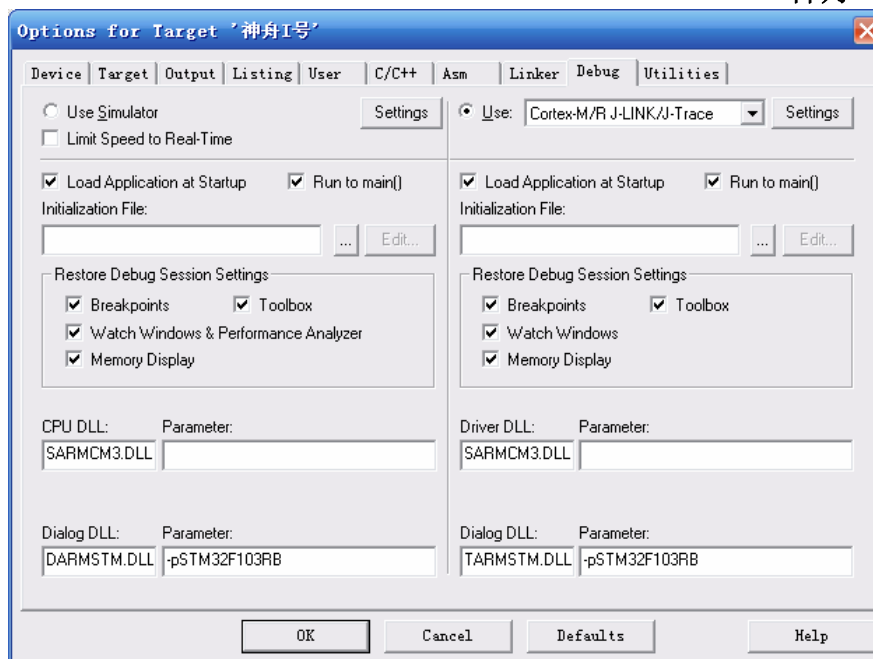 Options for Target '神舟I号'
Device Target Output Listing User C/C++ Asm Linker Debug Utilities
Use Simulator Settings
Limit Speed to Real-Time
Use: Cortex-M/R J-LINK/J-Trace Settings
Load Application at Startup Run to main()
Initialization File:
... Edit...
Restore Debug Session Settings
Breakpoints Toolbox
Watch Windows & Performance Analyzer
Memory Display
CPU DLL: Parameter:
SARMCM3.DLL
Dialog DLL: Parameter:
DARMSTM.DLL -pSTM32F103RB
Load Application at Startup Run to main()
Initialization File:
... Edit...
Restore Debug Session Settings
Breakpoints Toolbox
Watch Windows
Memory Display
Driver DLL: Parameter:
SARMCM3.DLL
Dialog DLL: Parameter:
TARMSTM.DLL -pSTM32F103RB
OK Cancel Defaults Help